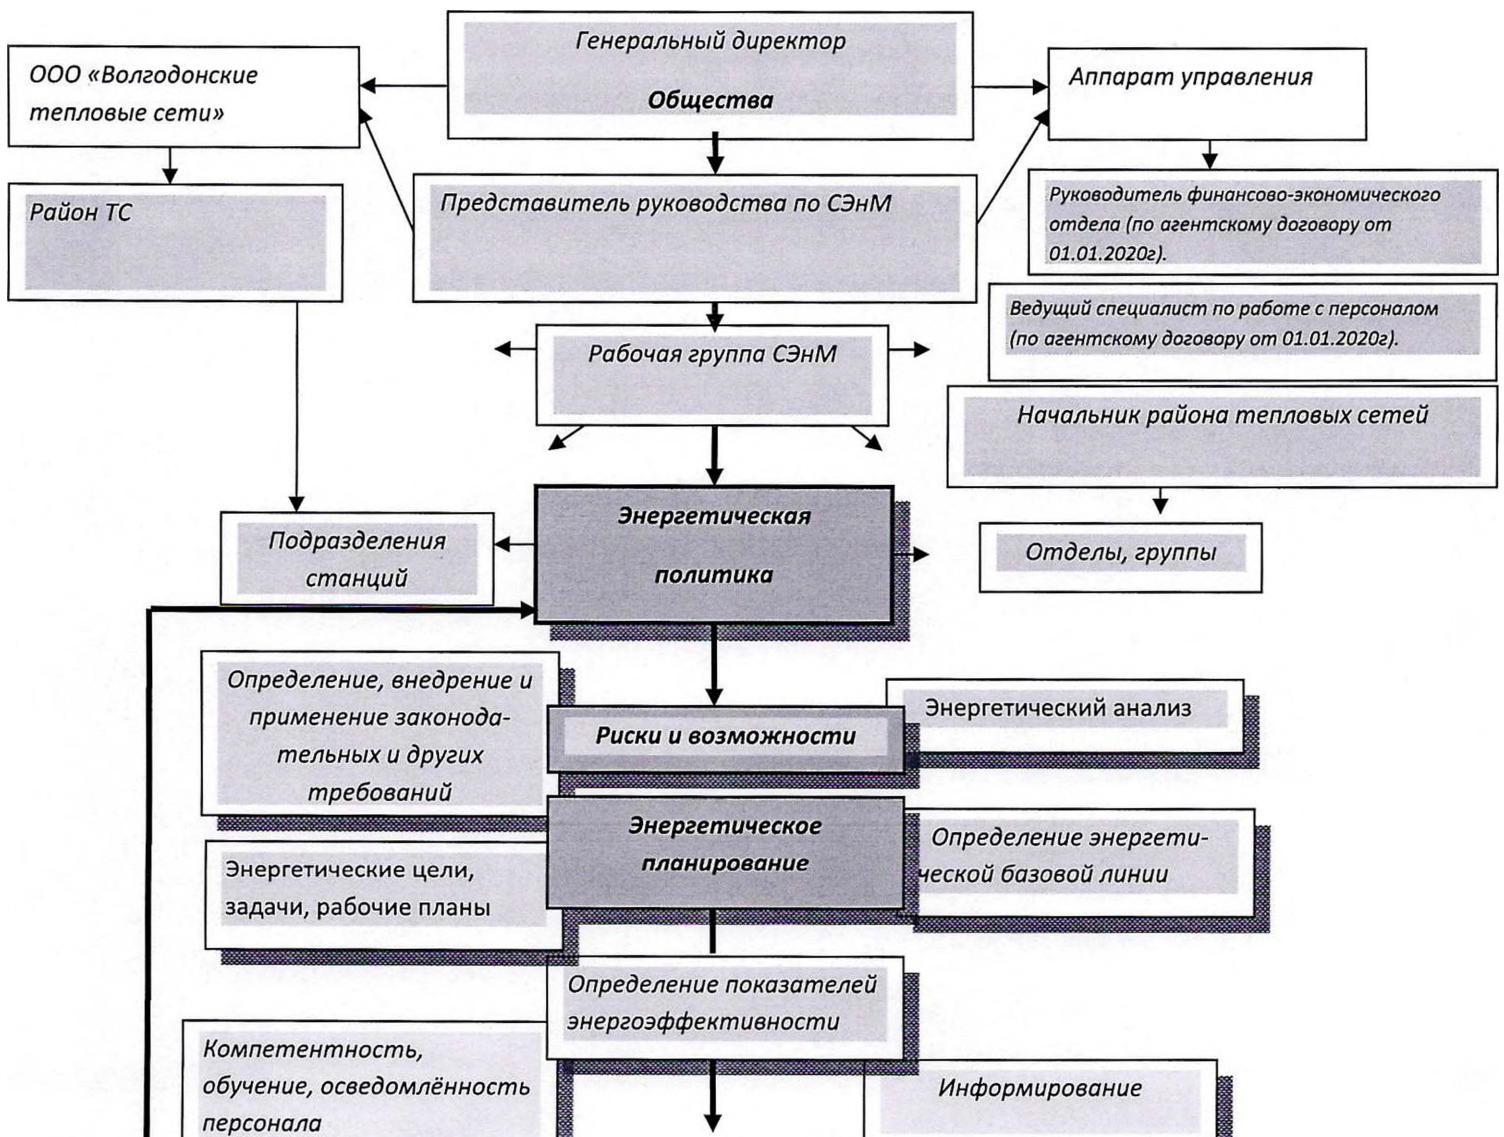 Генеральный директор
Общества
ООО «Волгодонские
тепловые сети»
Аппарат управления
Район ТС
Представитель руководства по СЭнМ
Руководитель финансово-экономического
отдела (по агентскому договору от
01.01.2020г).
Ведущий специалист по работе с персоналом
(по агентскому договору от 01.01.2020г).
Рабочая группа СЭнМ
Начальник района тепловых сетей
Энергетическая
политика
Подразделения
станций
Отделы, группы
Определение, внедрение и
применение законода-
тельных и других
требований
Риски и возможности
Энергетический анализ
Энергетическое
планирование
Определение энергети-
ческой базовой линии
Энергетические цели,
задачи, рабочие планы
Определение показателей
энергоэффективности
Компетентность,
обучение, осведомлённость
персонала
Информирование